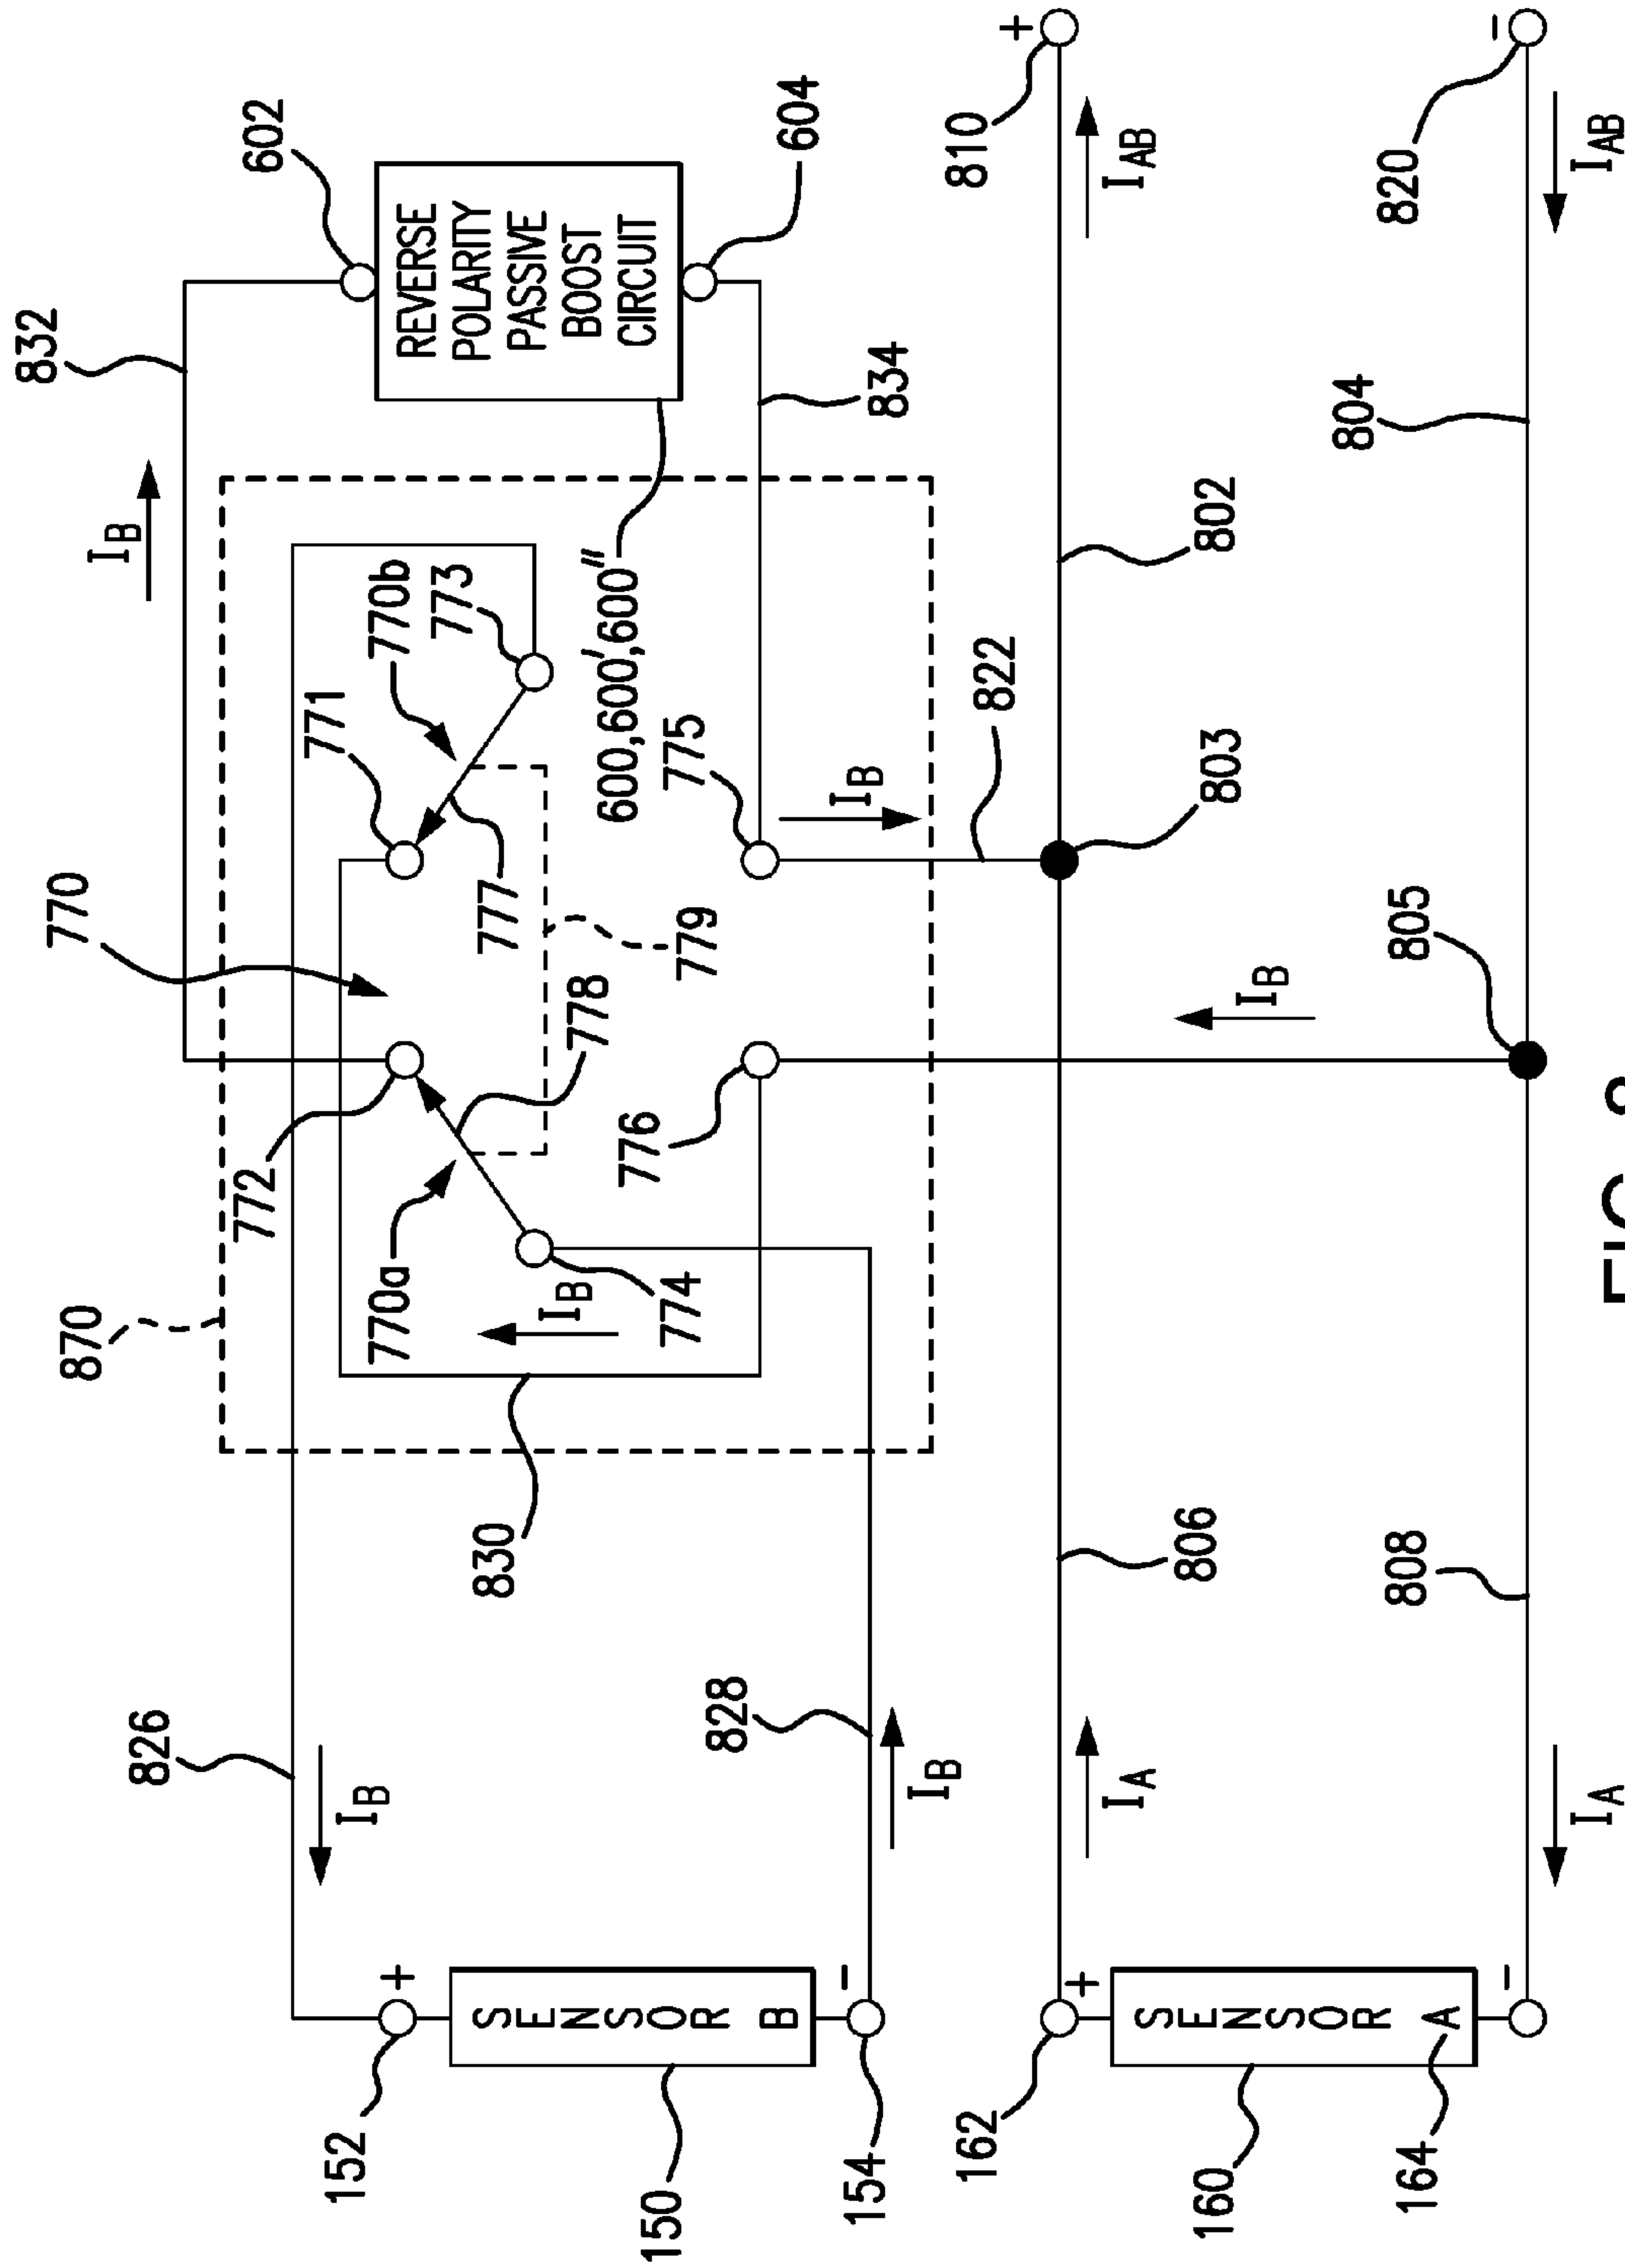 832
I_B
602
REVERSE
POLARITY
PASSIVE
BOOST
CIRCUIT
604
834
600,600',600"
770
870
771
770b
773
777
772
778
779
770a
774
I_B
775
776
I_B
830
826
I_B
828
I_B
152
+
SENSOR B
150
-
154
822
803
802
810
+
I_AB
I_B
805
804
820
-
I_AB
806
I_A
808
I_A
162
+
SENSOR A
160
164
-